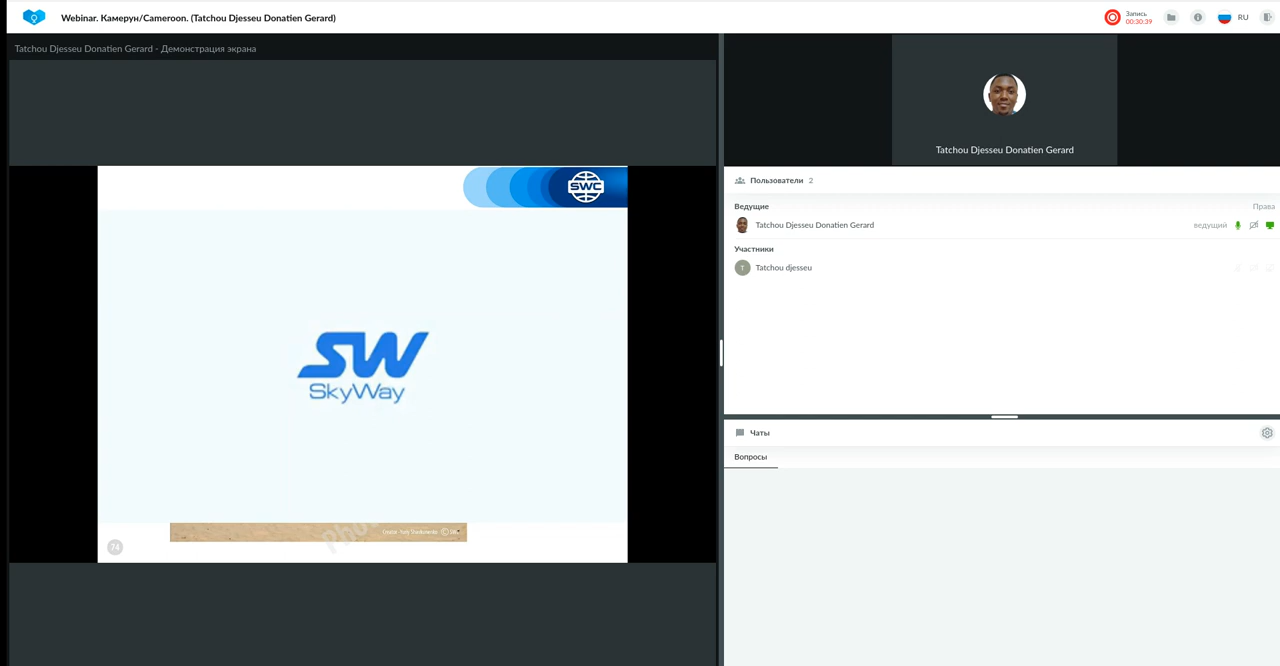 Webinar. Камерун/Cameroon. (Tatchou Djesseu Donatien Gerard)
Запись
00:30:39
RU
Tatchou Djesseu Donatien Gerard - Демонстрация экрана
SWC
SW
SkyWay
74
Tatchou Djesseu Donatien Gerard
Пользователи 2
Ведущие Права
Tatchou Djesseu Donatien Gerard ведущий
Участники
T Tatchou djesseu
Чаты
Вопросы